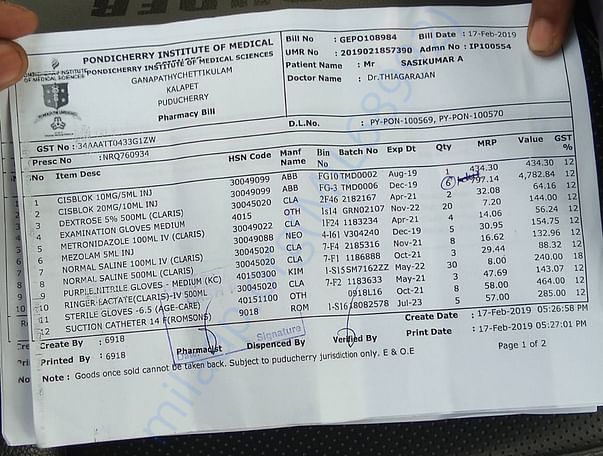 PONDICHERRY INSTITUTE OF MEDICAL
PONDICHERRY INSTITUTE OF MEDICAL SCIENCES
GANAPATHYCHETTIKULAM
KALAPET
PUDUCHERRY
Pharmacy Bill
Bill No : GEPO108984 Bill Date : 17-Feb-2019
UMR No : 2019021857390 Admn No : IP100554
Patient Name : Mr SASIKUMAR A
Doctor Name : Dr.THIAGARAJAN
D.L.No. : PY-PON-100569, PY-PON-100570
GST No : 34AAATT0433G1ZW
Presc No : NRQ760934
SNo Item Desc HSN Code Manf Name Bin No Batch No Exp Dt Qty MRP Value GST %
1 CISBLOK 10MG/5ML INJ 30049099 ABB FG10 TMD0002 Aug-19 1 434.30 434.30 12
2 CISBLOK 20MG/10ML INJ 30049099 ABB FG-3 TMD0006 Dec-19 6 797.14 4,782.84 12
3 DEXTROSE 5% 500ML (CLARIS) 30045020 CLA 2F46 2182167 Apr-21 2 32.08 64.16 12
4 EXAMINATION GLOVES MEDIUM 4015 OTH IS14 GRN02107 Nov-22 20 7.20 144.00 12
5 METRONIDAZOLE 100ML IV (CLARIS) 30049022 CLA 1F24 1183234 Apr-21 4 14.06 56.24 12
6 MEZOLAM 5ML INJ 30049088 NEO 4-I61 V304240 Dec-19 5 30.95 154.75 12
7 NORMAL SALINE 100ML IV (CLARIS) 30045020 CLA 7-F4 2185316 Nov-21 8 16.62 132.96 12
8 NORMAL SALINE 500ML (CLARIS) 30045020 CLA 7-F1 1186888 Oct-21 3 29.44 88.32 12
9 PURPLE NITRILE GLOVES - MEDIUM (KC) 40150300 KIM I-S15 SM7162ZZ May-22 30 8.00 240.00 18
10 RINGER LACTATE(CLARIS)-IV 500ML 30045020 CLA 7-F2 1183633 May-21 3 47.69 143.07 12
11 STERILE GLOVES -6.5 (AGE-CARE) 40151100 OTH 0918L16 Oct-21 8 58.00 464.00 12
12 SUCTION CATHETER 14 F(ROMSONS) 9018 ROM I-S16 18082578 Jul-23 5 57.00 285.00 12
Create By : 6918 Create Date : 17-Feb-2019 05:26:58 PM
Signature
Printed By : 6918 Pharmacist Dispenced By Verified By Print Date : 17-Feb-2019 05:27:01 PM
Note : Goods once sold cannot be taken back. Subject to puducherry jurisdiction only. E & O.E Page 1 of 2